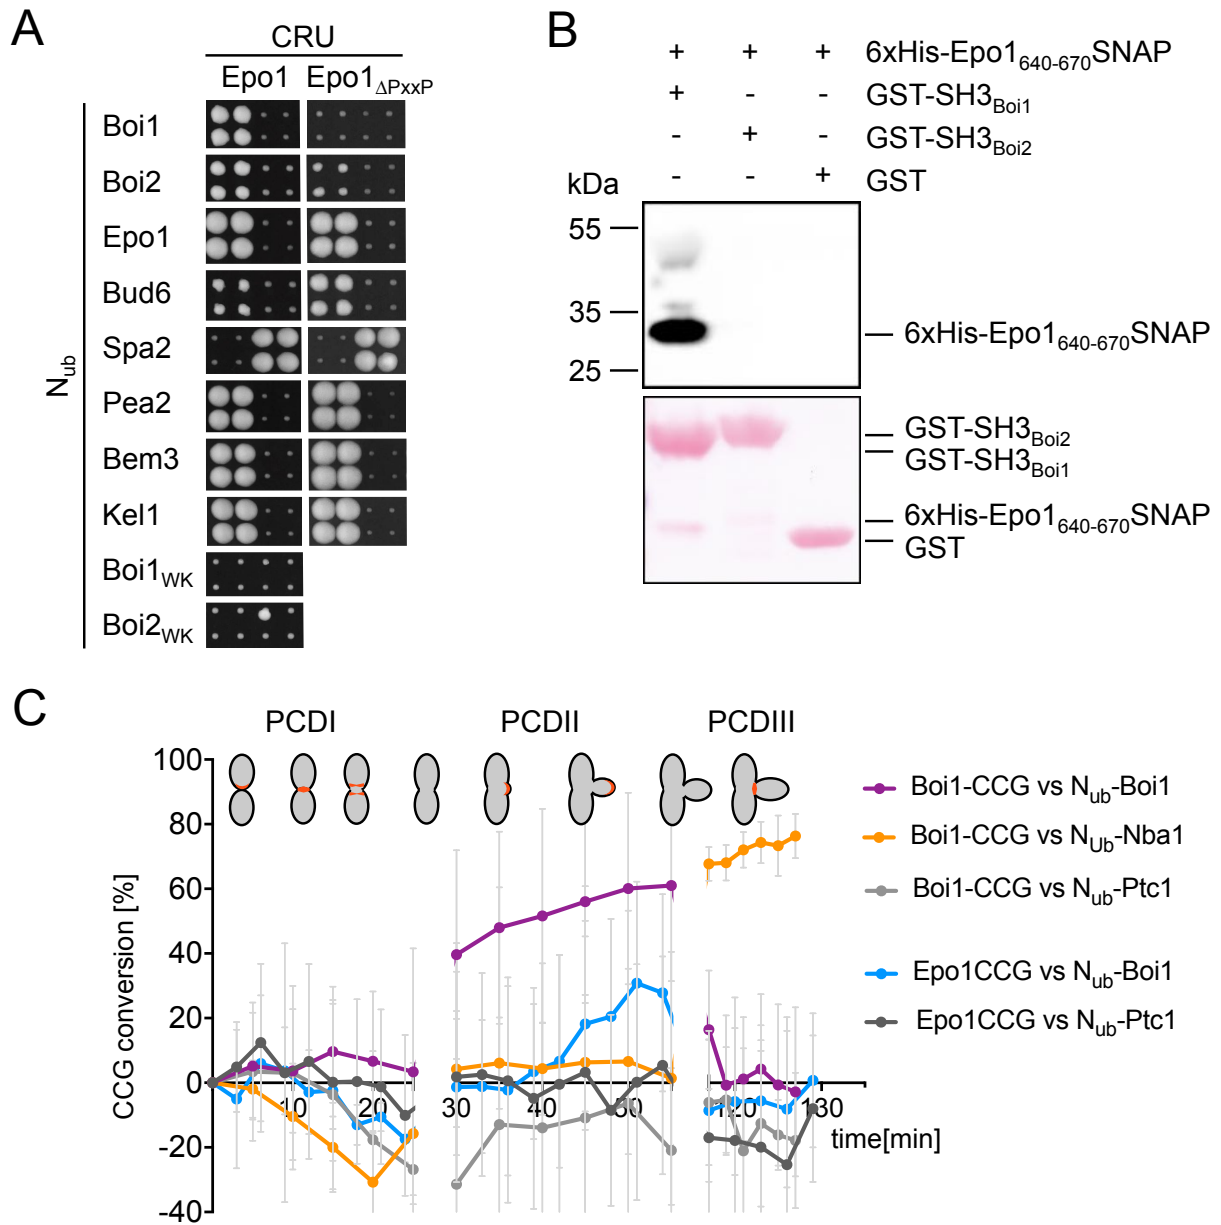 A
CRU
Epo1 Epo1ΔPxxP
Nub
Boi1
Boi2
Epo1
Bud6
Spa2
Pea2
Bem3
Kel1
Boi1WK
Boi2WK
B
+ + + 6xHis-Epo1640-670SNAP
+ - - GST-SH3Boi1
- + - GST-SH3Boi2
- - + GST
kDa
55
35
25
6xHis-Epo1640-670SNAP
GST-SH3Boi2
GST-SH3Boi1
6xHis-Epo1640-670SNAP
GST
C
PCDI PCDII PCDIII
CCG conversion [%]
100
80
60
40
20
0
-20
-40
10 20 30 40 50 120 130
time[min]
Boi1-CCG vs Nub-Boi1
Boi1-CCG vs NUb-Nba1
Boi1-CCG vs Nub-Ptc1
Epo1CCG vs Nub-Boi1
Epo1CCG vs Nub-Ptc1